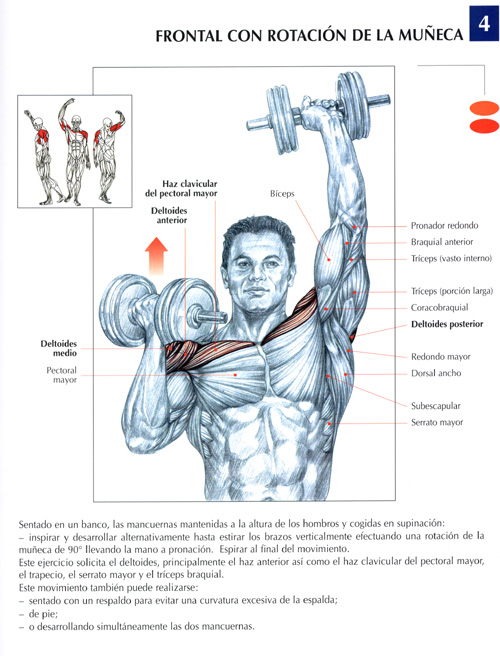 FRONTAL CON ROTACIÓN DE LA MUÑECA
4
Haz clavicular
del pectoral mayor
Deltoides
anterior
Bíceps
Pronador redondo
Braquial anterior
Tríceps (vasto interno)
Tríceps (porción larga)
Coracobraquial
Deltoides posterior
Redondo mayor
Dorsal ancho
Subescapular
Serrato mayor
Deltoides
medio
Pectoral
mayor
Sentado en un banco, las mancuernas mantenidas a la altura de los hombros y cogidas en supinación:
– inspirar y desarrollar alternativamente hasta estirar los brazos verticalmente efectuando una rotación de la
muñeca de 90° llevando la mano a pronación. Espirar al final del movimiento.
Este ejercicio solicita el deltoides, principalmente el haz anterior así como el haz clavicular del pectoral mayor,
el trapecio, el serrato mayor y el tríceps braquial.
Este movimiento también puede realizarse:
– sentado con un respaldo para evitar una curvatura excesiva de la espalda;
– de pie;
– o desarrollando simultáneamente las dos mancuernas.